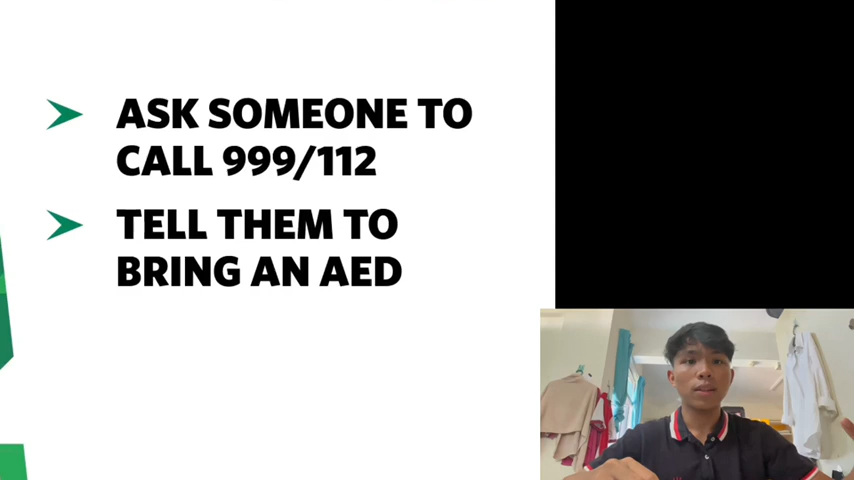 ASK SOMEONE TO
CALL 999/112
TELL THEM TO
BRING AN AED